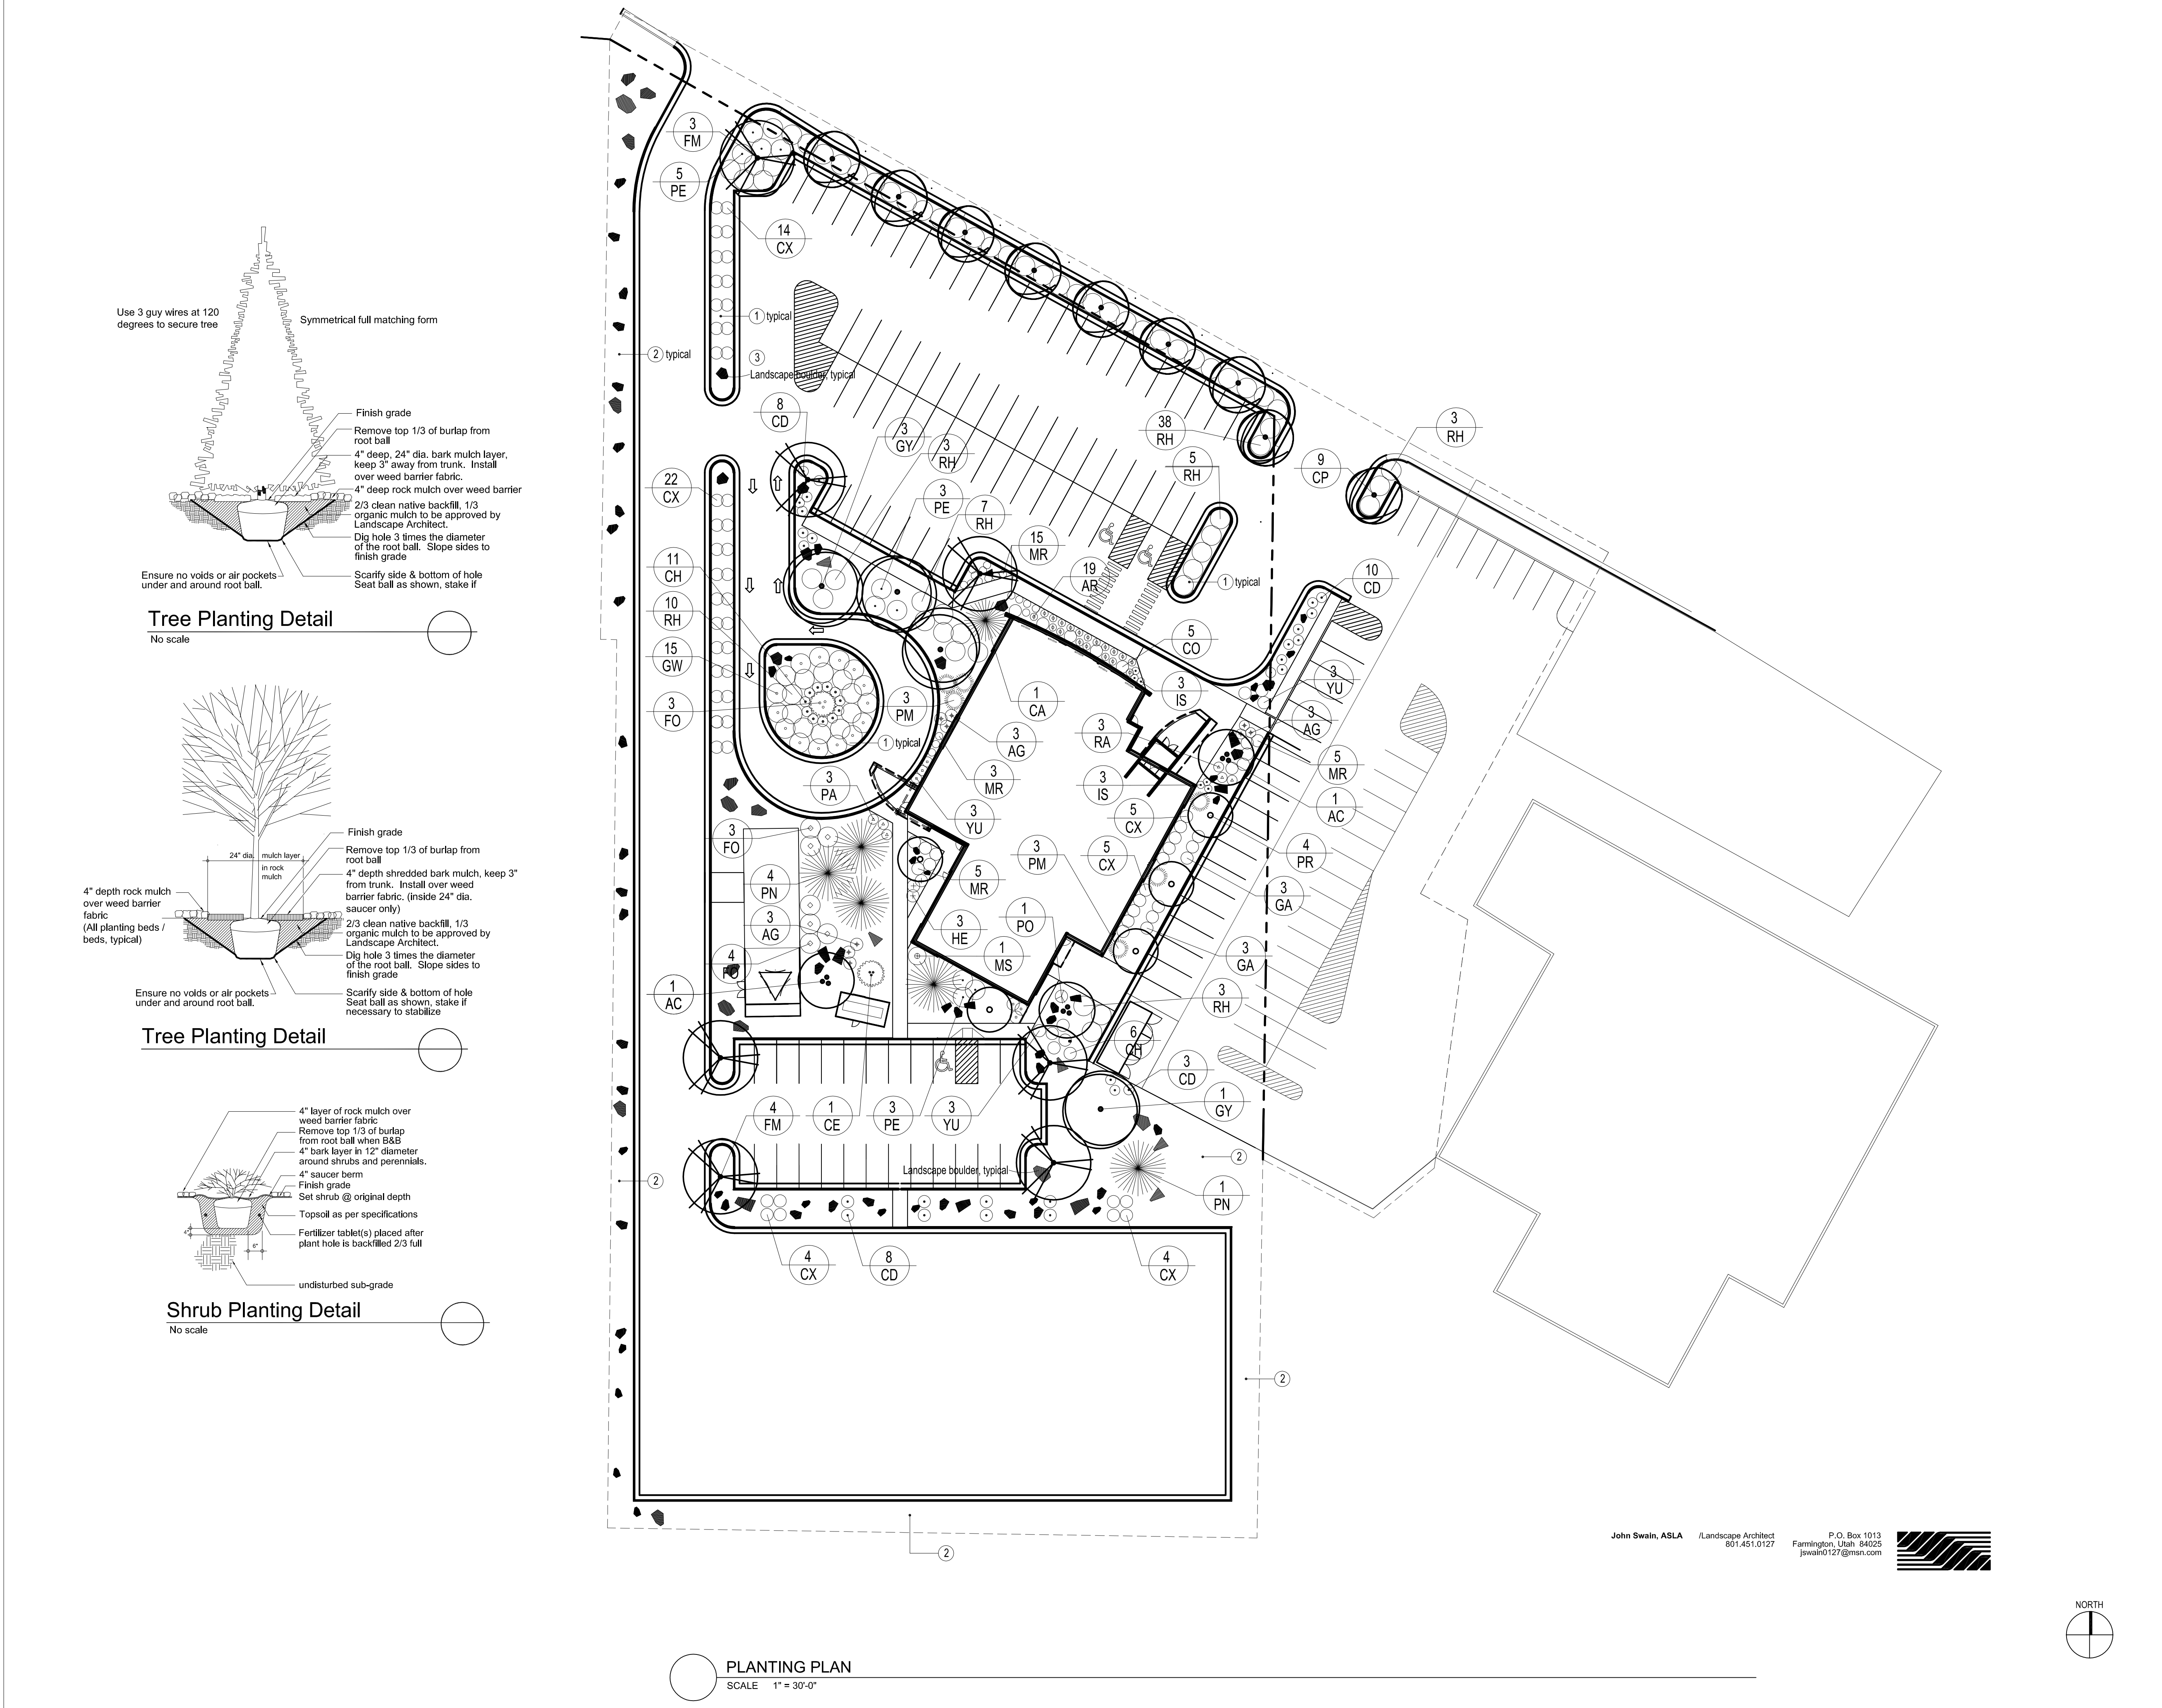 Use 3 guy wires at 120
degrees to secure tree
Symmetrical full matching form
Finish grade
Remove top 1/3 of burlap from
root ball
4" deep, 24" dia. bark mulch layer,
keep 3" away from trunk. Install
over weed barrier fabric.
4" deep rock mulch over weed barrier
2/3 clean native backfill, 1/3
organic mulch to be approved by
Landscape Architect.
Dig hole 3 times the diameter
of the root ball. Slope sides to
finish grade
Ensure no voids or air pockets
under and around root ball.
Scarify side & bottom of hole
Seat ball as shown, stake if
Tree Planting Detail
No scale
Finish grade
24" dia. mulch layer
in rock
mulch
Remove top 1/3 of burlap from
root ball
4" depth shredded bark mulch, keep 3"
from trunk. Install over weed
barrier fabric. (inside 24" dia.
saucer only)
4" depth rock mulch
over weed barrier
fabric
(All planting beds /
beds, typical)
2/3 clean native backfill, 1/3
organic mulch to be approved by
Landscape Architect.
Dig hole 3 times the diameter
of the root ball. Slope sides to
finish grade
Ensure no voids or air pockets
under and around root ball.
Scarify side & bottom of hole
Seat ball as shown, stake if
necessary to stabilize
Tree Planting Detail
4" layer of rock mulch over
weed barrier fabric
Remove top 1/3 of burlap
from root ball when B&B
4" bark layer in 12" diameter
around shrubs and perennials.
4" saucer berm
Finish grade
Set shrub @ original depth
Topsoil as per specifications
Fertilizer tablet(s) placed after
plant hole is backfilled 2/3 full
4"
6"
undisturbed sub-grade
Shrub Planting Detail
No scale
3
FM
5
PE
14
CX
1 typical
2 typical
3
Landscape boulder, typical
8
CD
3
GY
3
RH
38
RH
3
RH
9
CP
5
RH
22
CX
3
PE
7
RH
15
MR
19
AR
1 typical
10
CD
11
CH
10
RH
15
GW
3
FO
5
CO
3
IS
3
YU
3
AG
1
CA
3
PM
3
AG
3
RA
1 typical
3
MR
3
IS
5
MR
3
PA
1
AC
3
YU
5
CX
3
FO
4
PR
3
PM
5
CX
5
MR
4
PN
3
GA
3
AG
3
HE
1
PO
4
FO
1
MS
3
GA
1
AC
3
RH
6
CH
3
CD
4
FM
1
CE
3
PE
3
YU
1
GY
Landscape boulder, typical
2
2
1
PN
4
CX
8
CD
4
CX
2
2
John Swain, ASLA /Landscape Architect P.O. Box 1013
801.451.0127 Farmington, Utah 84025
jswain0127@msn.com
NORTH
PLANTING PLAN
SCALE 1" = 30'-0"